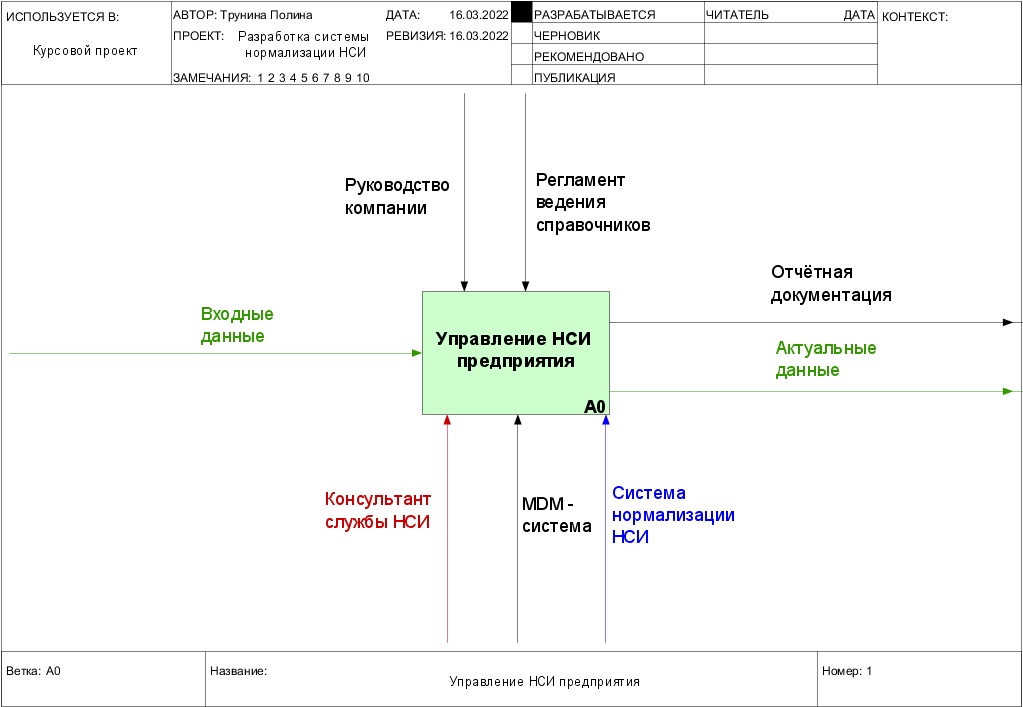 ИСПОЛЬЗУЕТСЯ В:
Курсовой проект
АВТОР: Трунина Полина
ДАТА: 16.03.2022
ПРОЕКТ: Разработка системы
нормализации НСИ
РЕВИЗИЯ: 16.03.2022
ЗАМЕЧАНИЯ: 1 2 3 4 5 6 7 8 9 10
РАЗРАБАТЫВАЕТСЯ
ЧЕРНОВИК
РЕКОМЕНДОВАНО
ПУБЛИКАЦИЯ
ЧИТАТЕЛЬ ДАТА
КОНТЕКСТ:
Руководство
компании
Регламент
ведения
справочников
Входные
данные
Управление НСИ
предприятия
A0
Отчётная
документация
Актуальные
данные
Консультант
службы НСИ
MDM -
система
Система
нормализации
НСИ
Ветка: A0
Название:
Управление НСИ предприятия
Номер: 1